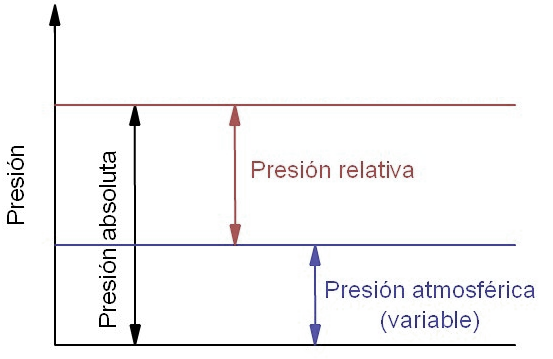 Presión
Presión absoluta
Presión relativa
Presión atmosférica
(variable)